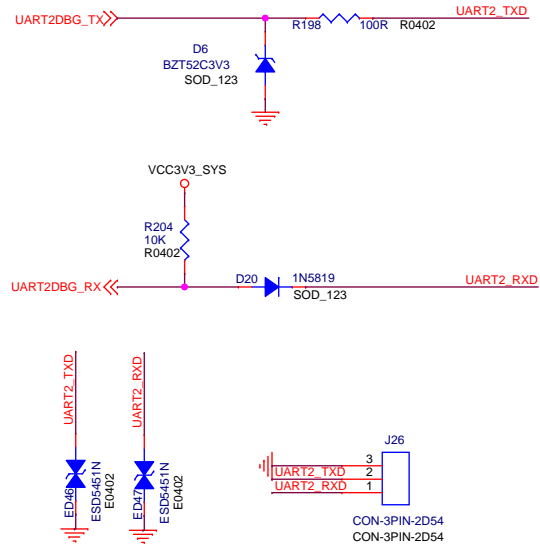 UART2DBG_TX
R198
100R
R0402
UART2_TXD
D6
BZT52C3V3
SOD_123
VCC3V3_SYS
R204
10K
R0402
UART2DBG_RX
D20
1N5819
SOD_123
UART2_RXD
UART2_TXD
ED46
ESD5451N
E0402
UART2_RXD
ED47
ESD5451N
E0402
J26
3
UART2_TXD
2
UART2_RXD
1
CON-3PIN-2D54
CON-3PIN-2D54